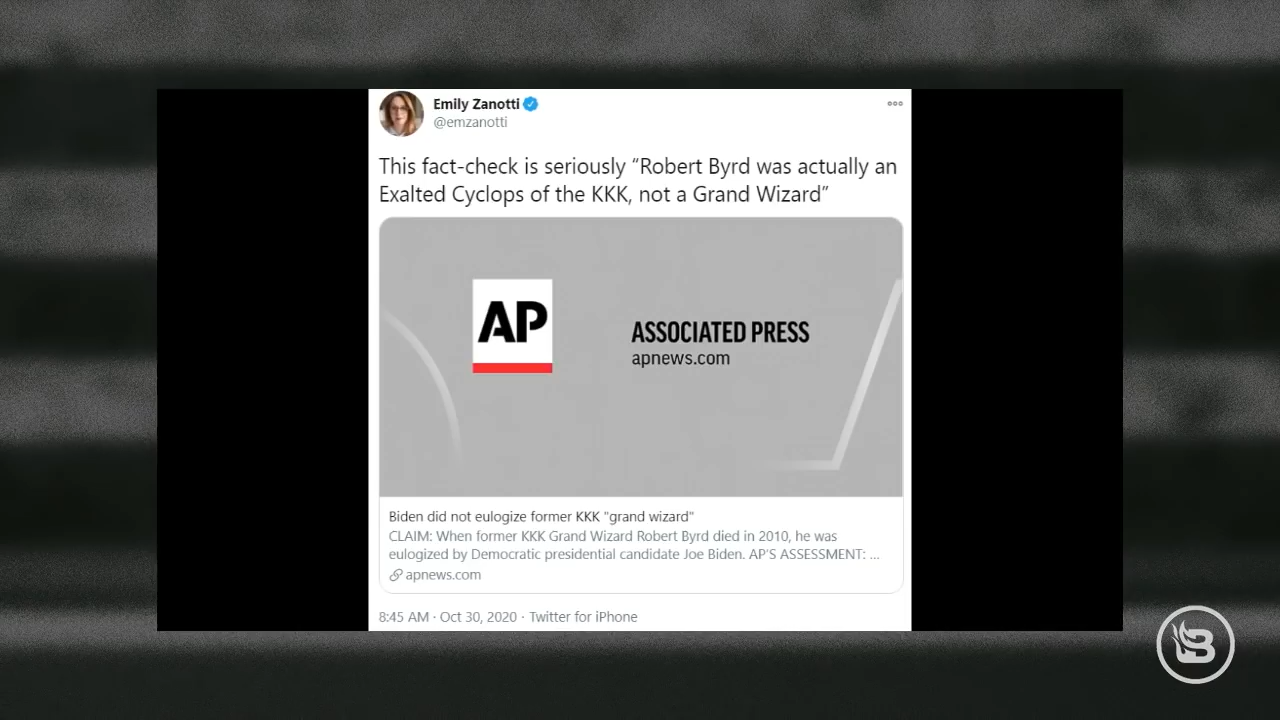 Emily Zanotti
@emzanotti
This fact-check is seriously “Robert Byrd was actually an
Exalted Cyclops of the KKK, not a Grand Wizard”
AP
ASSOCIATED PRESS
apnews.com
Biden did not eulogize former KKK "grand wizard"
CLAIM: When former KKK Grand Wizard Robert Byrd died in 2010, he was
eulogized by Democratic presidential candidate Joe Biden. AP'S ASSESSMENT: ...
apnews.com
8:45 AM · Oct 30, 2020 · Twitter for iPhone
B